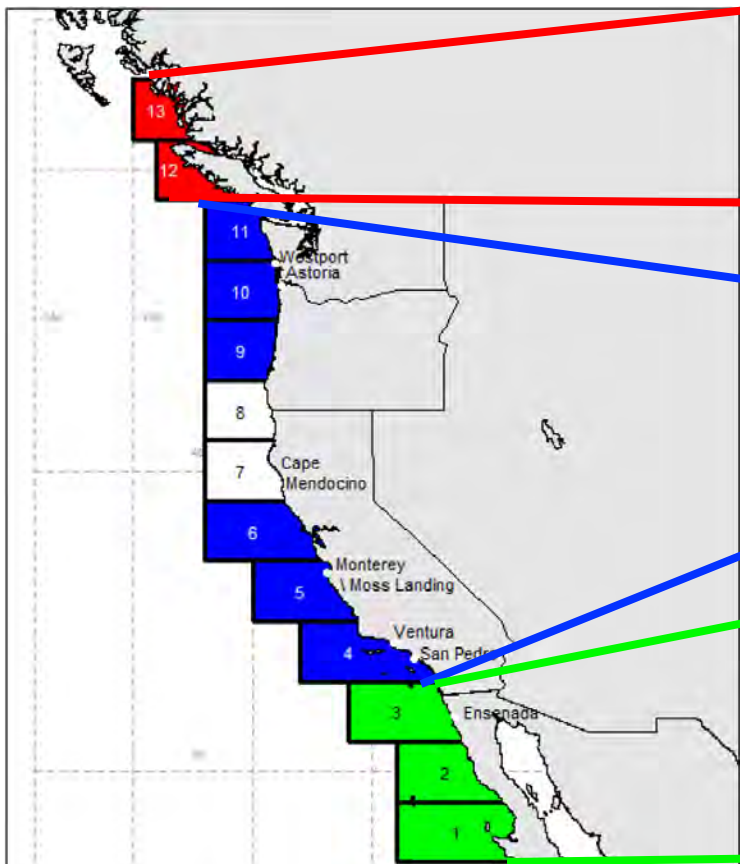 13
12
11
Westport
Astoria
10
9
8
7
Cape
Mendocino
6
Monterey
\ Moss Landing
5
Ventura
4
San Pedro
3
Ensenada
2
1